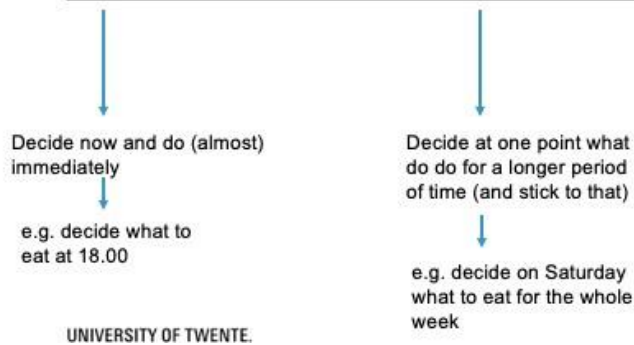 Decide now and do (almost)
immediately
e.g. decide what to
eat at 18.00
Decide at one point what
do do for a longer period
of time (and stick to that)
e.g. decide on Saturday
what to eat for the whole
week
UNIVERSITY OF TWENTE.